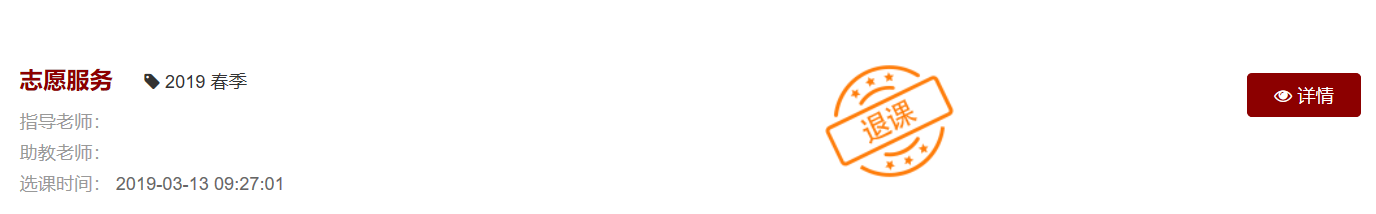 志愿服务 2019 春季
指导老师：
助教老师：
选课时间： 2019-03-13 09:27:01
退课
详情